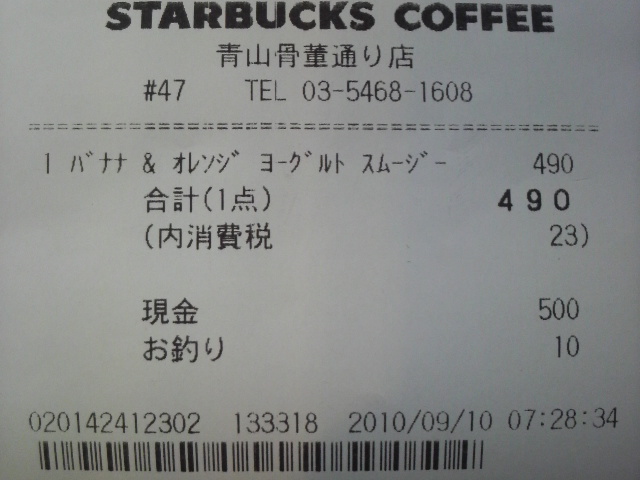 STARBUCKS COFFEE
青山骨董通り店
#47 TEL 03-5468-1608
1 バナナ & オレンジ ヨーグルト スムージー 490
合計(1点) 490
(内消費税 23)
現金 500
お釣り 10
020142412302 133318 2010/09/10 07:28:34